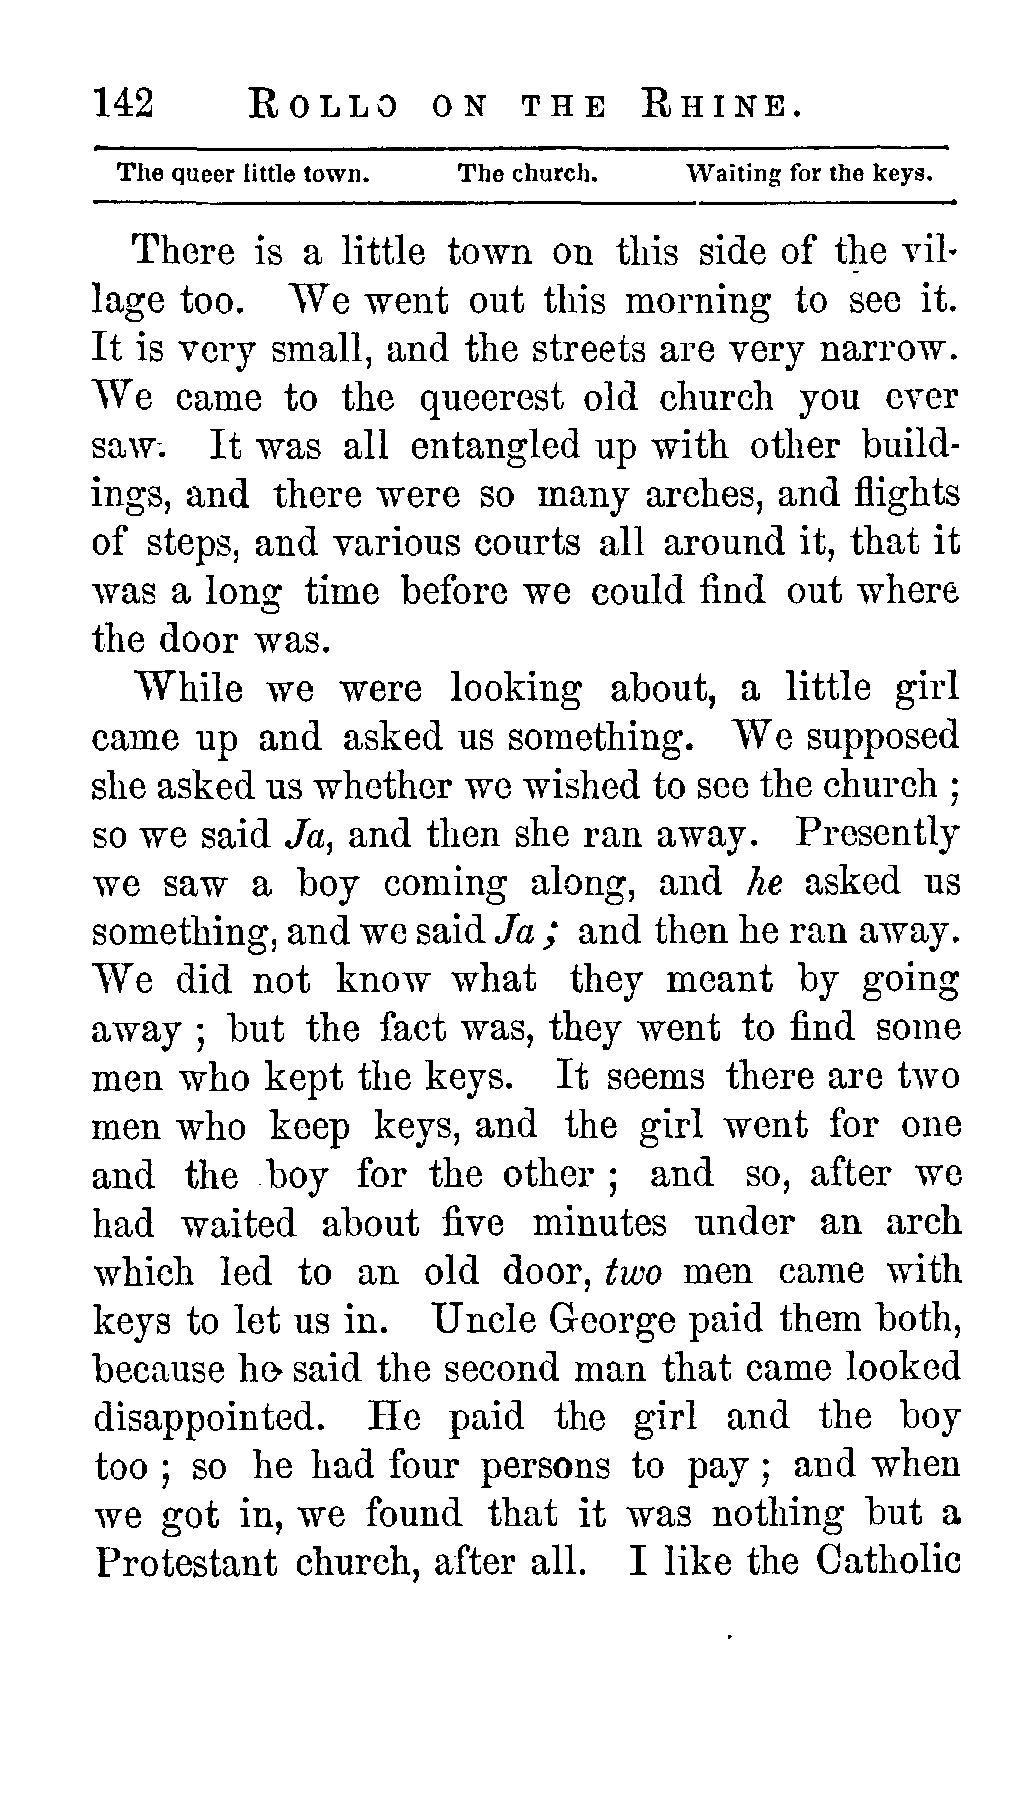 142 ROLLO ON THE RHINE.
The queer little town. The church. Waiting for the keys.
There is a little town on this side of the vil-
lage too. We went out this morning to see it.
It is very small, and the streets are very narrow.
We came to the queerest old church you ever
saw. It was all entangled up with other build-
ings, and there were so many arches, and flights
of steps, and various courts all around it, that it
was a long time before we could find out where
the door was.
While we were looking about, a little girl
came up and asked us something. We supposed
she asked us whether we wished to see the church ;
so we said Ja, and then she ran away. Presently
we saw a boy coming along, and he asked us
something, and we said Ja ; and then he ran away.
We did not know what they meant by going
away ; but the fact was, they went to find some
men who kept the keys. It seems there are two
men who keep keys, and the girl went for one
and the boy for the other ; and so, after we
had waited about five minutes under an arch
which led to an old door, two men came with
keys to let us in. Uncle George paid them both,
because he said the second man that came looked
disappointed. He paid the girl and the boy
too ; so he had four persons to pay ; and when
we got in, we found that it was nothing but a
Protestant church, after all. I like the Catholic